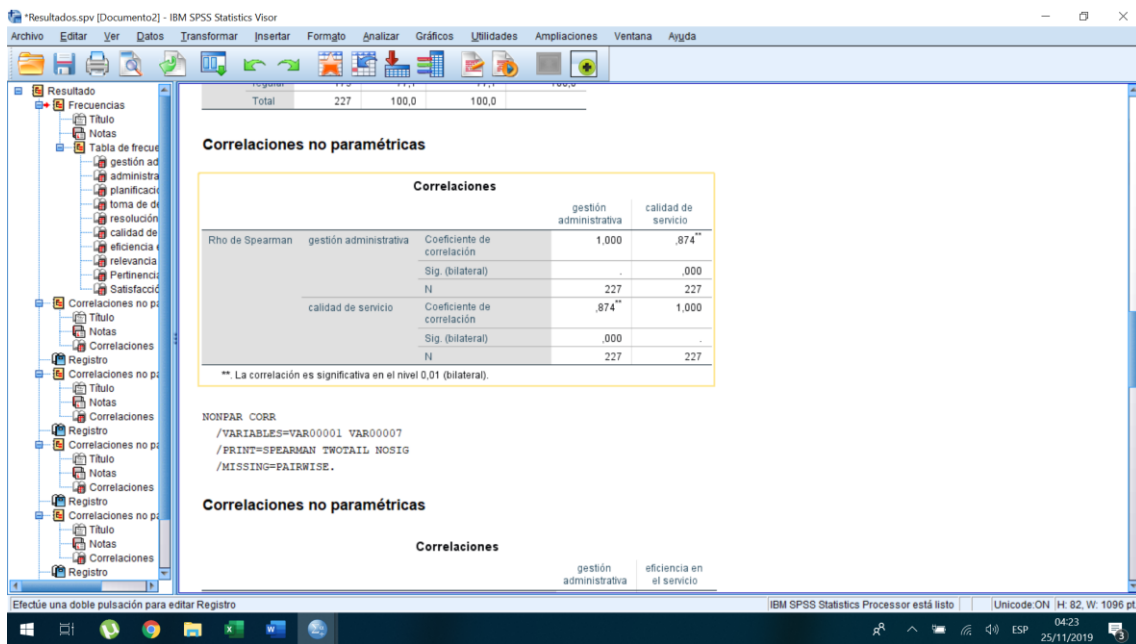 *Resultados.spv [Documento2] - IBM SPSS Statistics Visor
Archivo Editar Ver Datos Transformar Insertar Formato Analizar Gráficos Utilidades Ampliaciones Ventana Ayuda
Resultado
Frecuencias
Título
Notas
Tabla de frecue
gestión ad
administra
planificació
toma de de
resolución
calidad de
eficiencia e
relevancia
Pertinencia
Satisfacció
Correlaciones no pa
Título
Notas
Correlaciones
Registro
Correlaciones no pa
Título
Notas
Correlaciones
Registro
Correlaciones no pa
Título
Notas
Correlaciones
Registro
Correlaciones no pa
Título
Notas
Correlaciones
Registro
Total 227 100,0 100,0
Correlaciones no paramétricas
Correlaciones
gestión administrativa calidad de servicio
Rho de Spearman gestión administrativa Coeficiente de correlación 1,000 ,874**
Sig. (bilateral) . ,000
N 227 227
calidad de servicio Coeficiente de correlación ,874** 1,000
Sig. (bilateral) ,000 .
N 227 227
**. La correlación es significativa en el nivel 0,01 (bilateral).
NONPAR CORR
/VARIABLES=VAR00001 VAR00007
/PRINT=SPEARMAN TWOTAIL NOSIG
/MISSING=PAIRWISE.
Correlaciones no paramétricas
Correlaciones
gestión administrativa eficiencia en el servicio
Efectúe una doble pulsación para editar Registro
IBM SPSS Statistics Processor está listo
Unicode:ON H: 82, W: 1096 pt.
ESP
04:23
25/11/2019